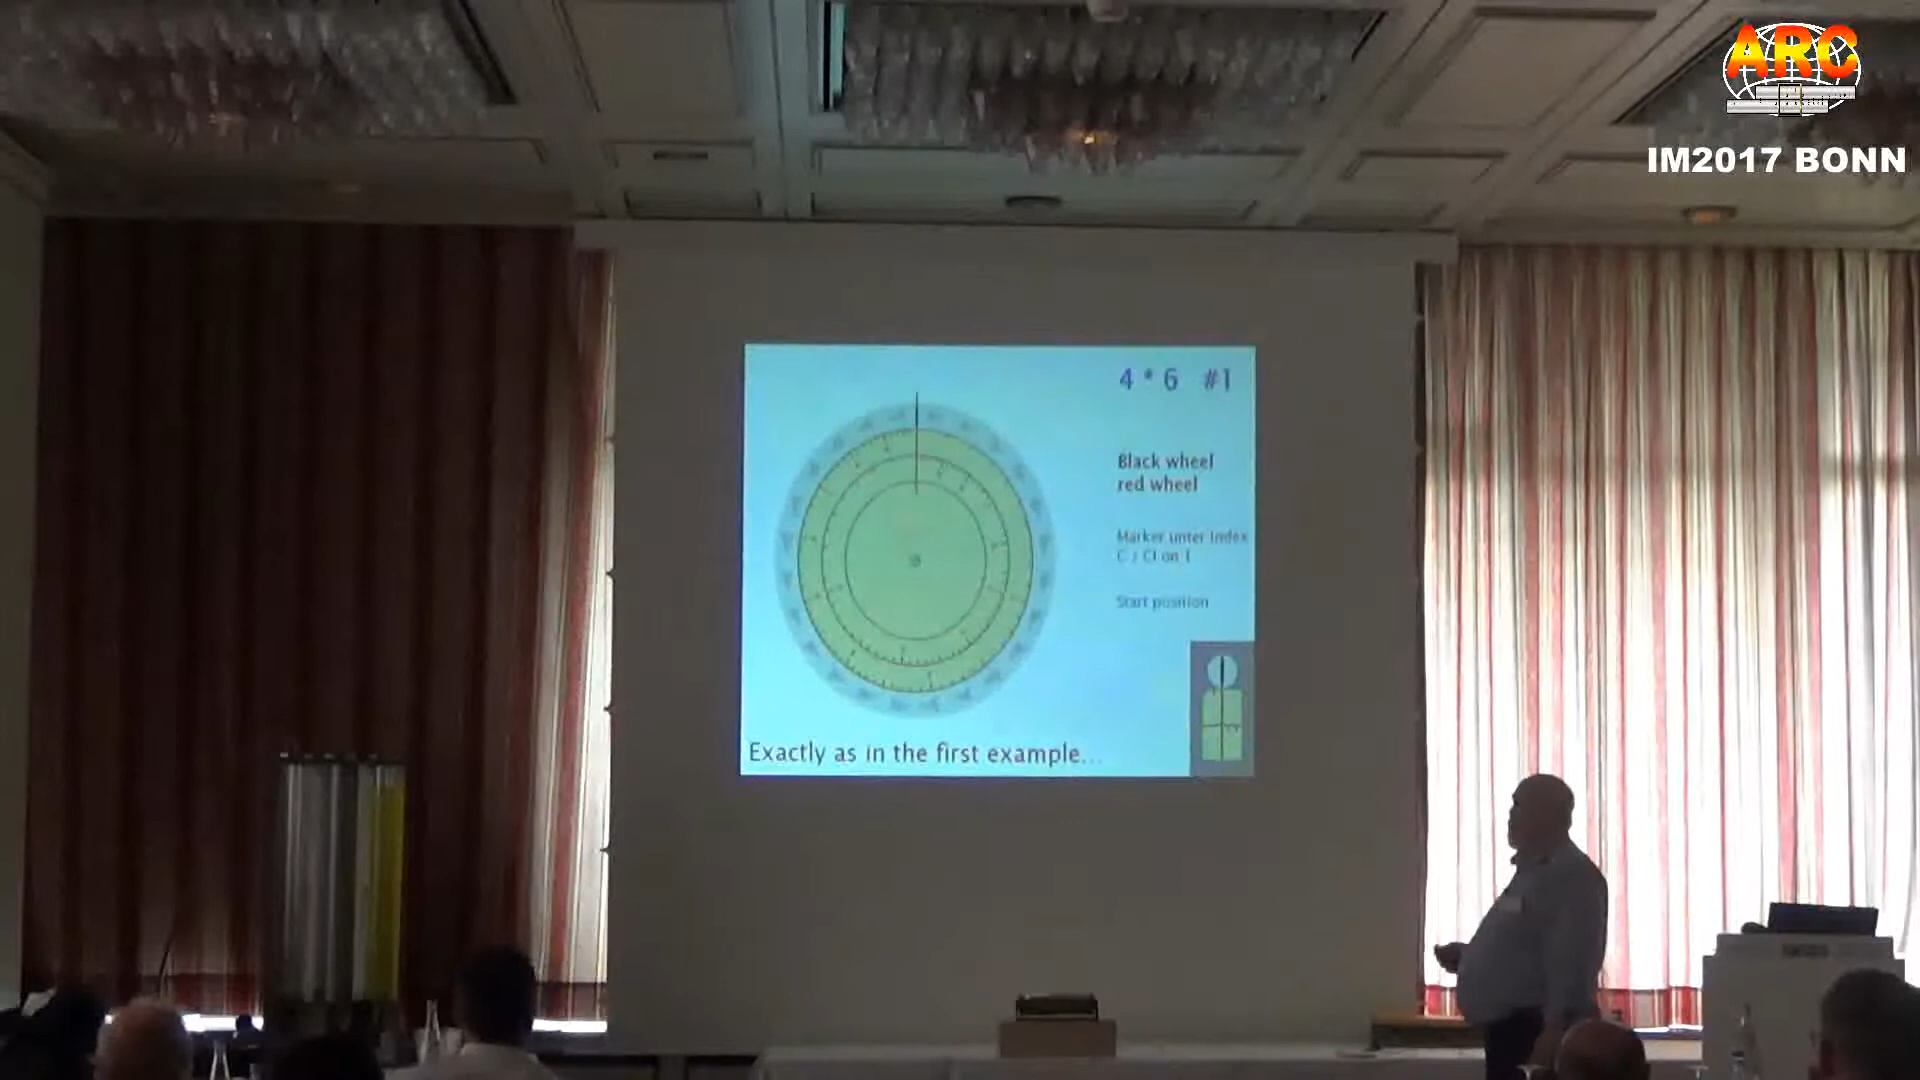 ARC
IM2017 BONN
4 * 6 #1
Black wheel
red wheel
Marker unter Index
C / CI on 1
Start position
Exactly as in the first example...